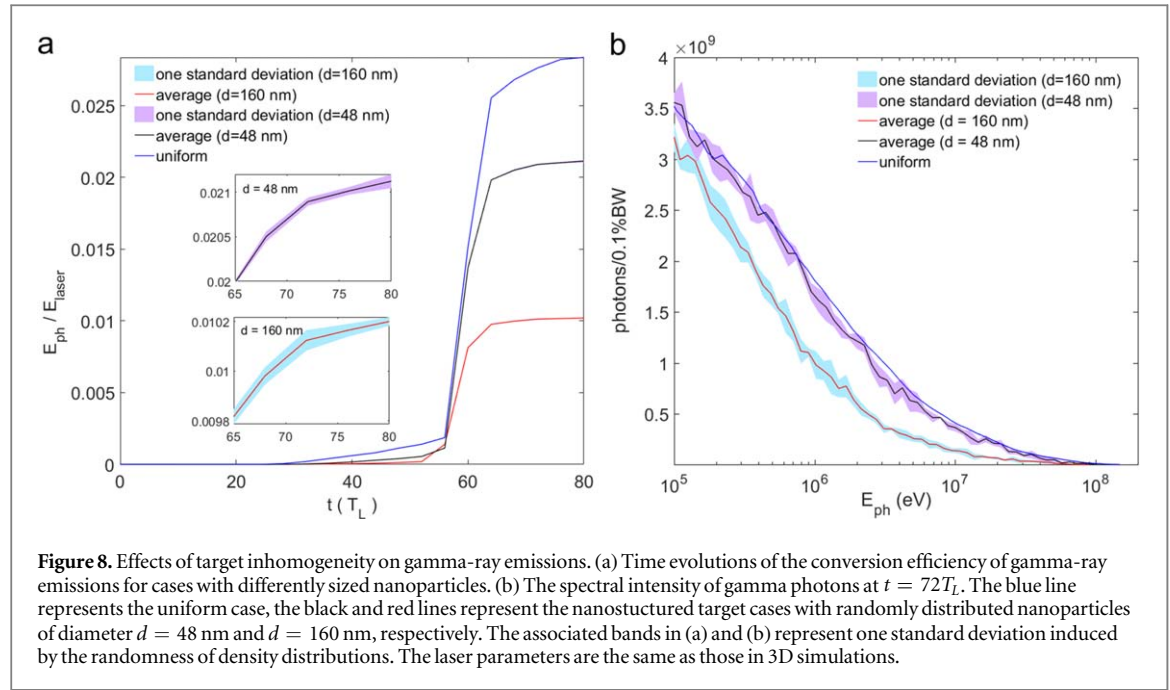 a
one standard deviation (d=160 nm)
average (d=160 nm)
one standard deviation (d=48 nm)
average (d=48 nm)
uniform
0.025
0.02
0.015
0.01
0.005
0
E_ph / E_laser
d = 48 nm
0.021
0.0205
0.02
65 70 75 80
d = 160 nm
0.0102
0.01
0.0098
65 70 75 80
0 20 40 60 80
t ( T_L )
b
×10^9
one standard deviation (d=160 nm)
one standard deviation (d=48 nm)
average (d = 160 nm)
average (d = 48 nm)
uniform
4
3.5
3
2.5
2
1.5
1
0.5
photons/0.1%BW
10^5 10^6 10^7 10^8
E_ph (eV)
Figure 8. Effects of target inhomogeneity on gamma-ray emissions. (a) Time evolutions of the conversion efficiency of gamma-ray
emissions for cases with differently sized nanoparticles. (b) The spectral intensity of gamma photons at t = 72T_L. The blue line
represents the uniform case, the black and red lines represent the nanostuctured target cases with randomly distributed nanoparticles
of diameter d = 48 nm and d = 160 nm, respectively. The associated bands in (a) and (b) represent one standard deviation induced
by the randomness of density distributions. The laser parameters are the same as those in 3D simulations.